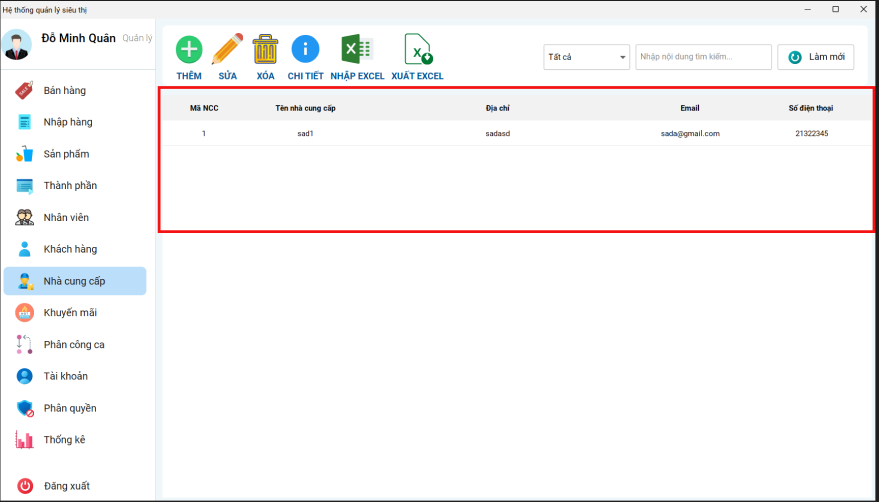 Hệ thống quản lý siêu thị
Đỗ Minh Quân Quản lý
Bán hàng
Nhập hàng
Sản phẩm
Thành phần
Nhân viên
Khách hàng
Nhà cung cấp
Khuyến mãi
Phân công ca
Tài khoản
Phân quyền
Thống kê
Đăng xuất
THÊM SỬA XÓA CHI TIẾT NHẬP EXCEL XUẤT EXCEL
Tất cả Nhập nội dung tìm kiếm... Làm mới
Mã NCC Tên nhà cung cấp Địa chỉ Email Số điện thoại
1 sad1 sadasd sada@gmail.com 21322345